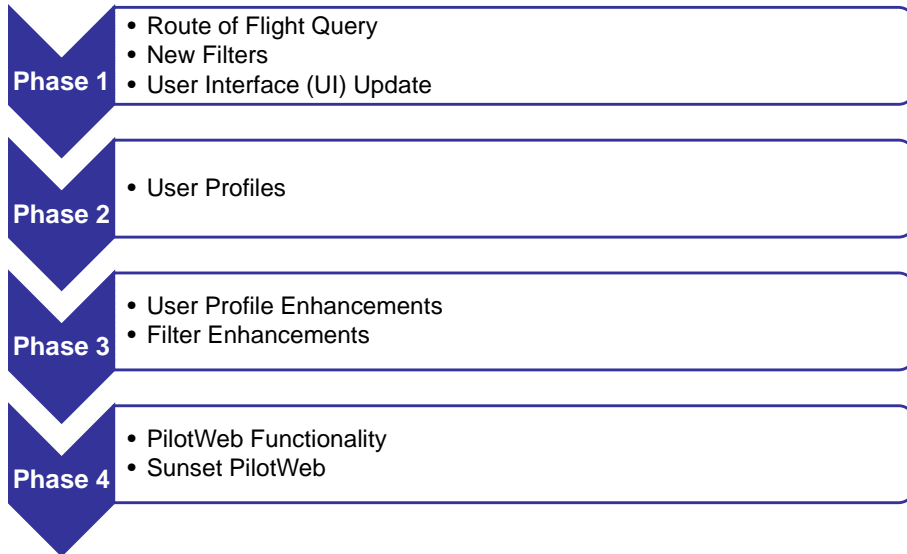 Phase 1
• Route of Flight Query
• New Filters
• User Interface (UI) Update
Phase 2
• User Profiles
Phase 3
• User Profile Enhancements
• Filter Enhancements
Phase 4
• PilotWeb Functionality
• Sunset PilotWeb